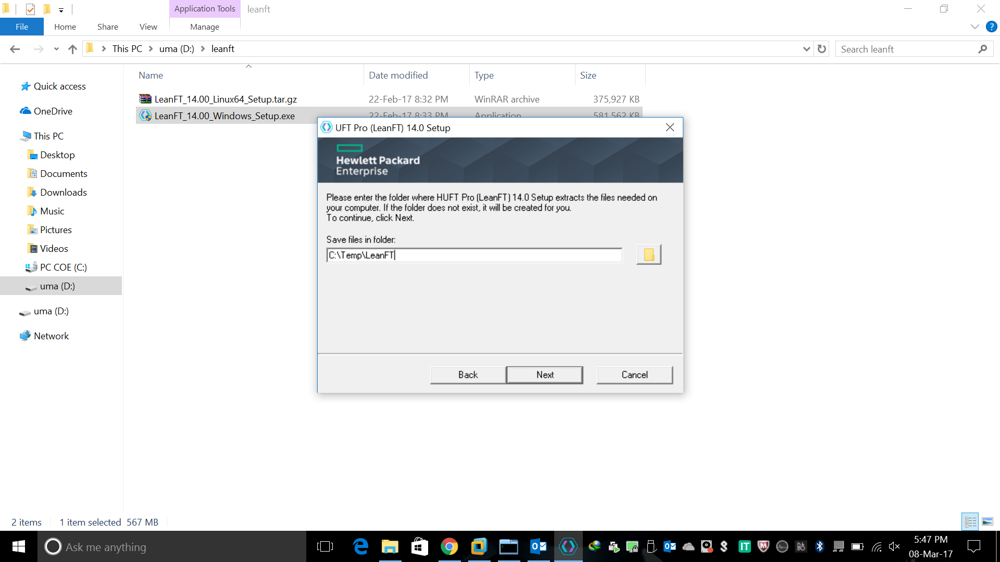 Application Tools
leanft
File
Home
Share
View
Manage
This PC
uma (D:)
leanft
Search leanft
Name
Date modified
Type
Size
LeanFT_14.00_Linux64_Setup.tar.gz
22-Feb-17 8:32 PM
WinRAR archive
375,927 KB
LeanFT_14.00_Windows_Setup.exe
22-Feb-17 8:33 PM
Application
581,562 KB
Quick access
OneDrive
This PC
Desktop
Documents
Downloads
Music
Pictures
Videos
PC COE (C:)
uma (D:)
uma (D:)
Network
UFT Pro (LeanFT) 14.0 Setup
Hewlett Packard
Enterprise
Please enter the folder where HUFT Pro (LeanFT) 14.0 Setup extracts the files needed on
your computer. If the folder does not exist, it will be created for you.
To continue, click Next.
Save files in folder:
C:\Temp\LeanFT
Back
Next
Cancel
2 items
1 item selected 567 MB
Ask me anything
IT
5:47 PM
08-Mar-17